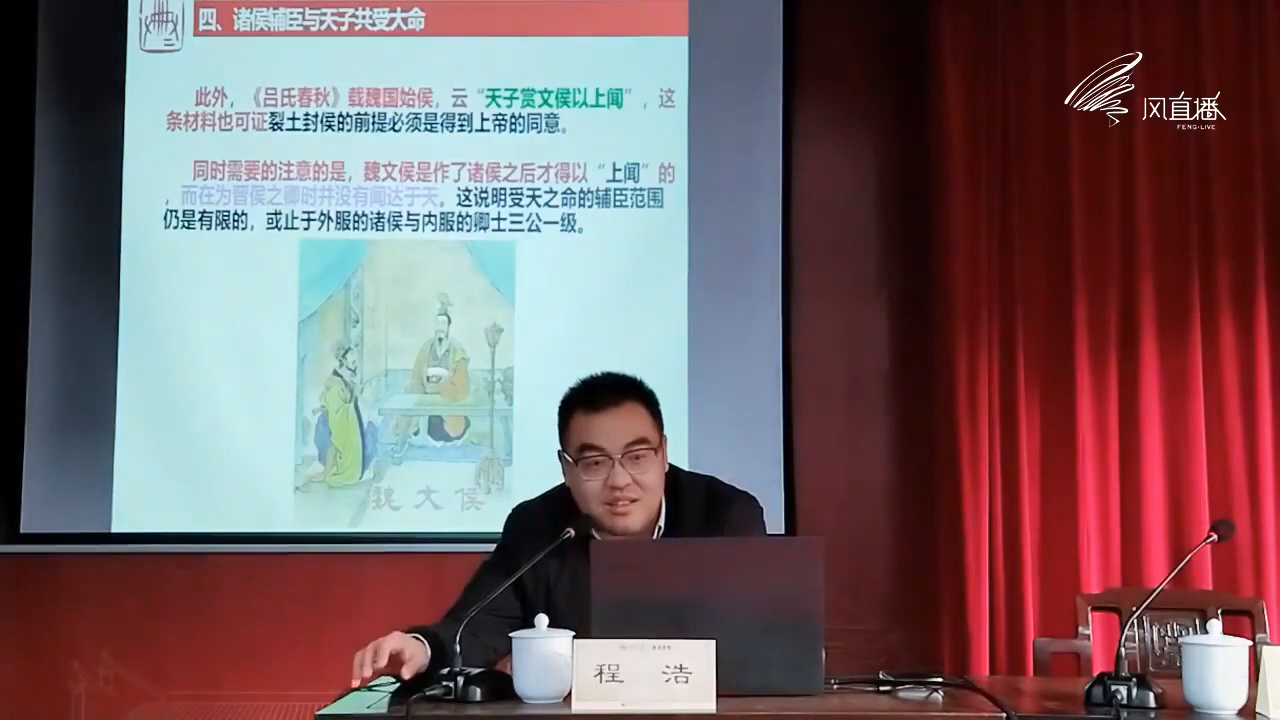 四、诸侯辅臣与天子共受大命
此外，《吕氏春秋》载魏国始侯，云“天子赏文侯以上闻”，这
条材料也可证裂土封侯的前提必须是得到上帝的同意。
同时需要的注意的是，魏文侯是作了诸侯之后才得以“上闻”的
，而在为晋侯之卿时并没有闻达于天。这说明受天之命的辅臣范围
仍是有限的，或止于外服的诸侯与内服的卿士三公一级。
魏文侯
风直播
FENG·LIVE
程 浩